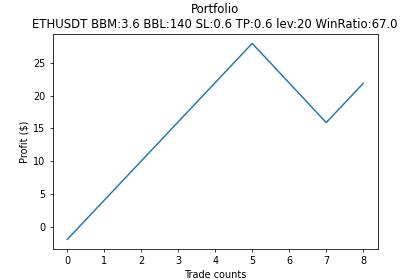 Portfolio
ETHUSDT BBM:3.6 BBL:140 SL:0.6 TP:0.6 lev:20 WinRatio:67.0
25
20
15
10
5
0
Profit ($)
0 1 2 3 4 5 6 7 8
Trade counts